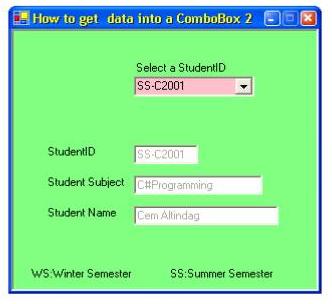 How to get data into a ComboBox 2
Select a StudentID
SS-C2001
StudentID SS-C2001
Student Subject C#Programming
Student Name Cem Altindag
WS:Winter Semester SS:Summer Semester